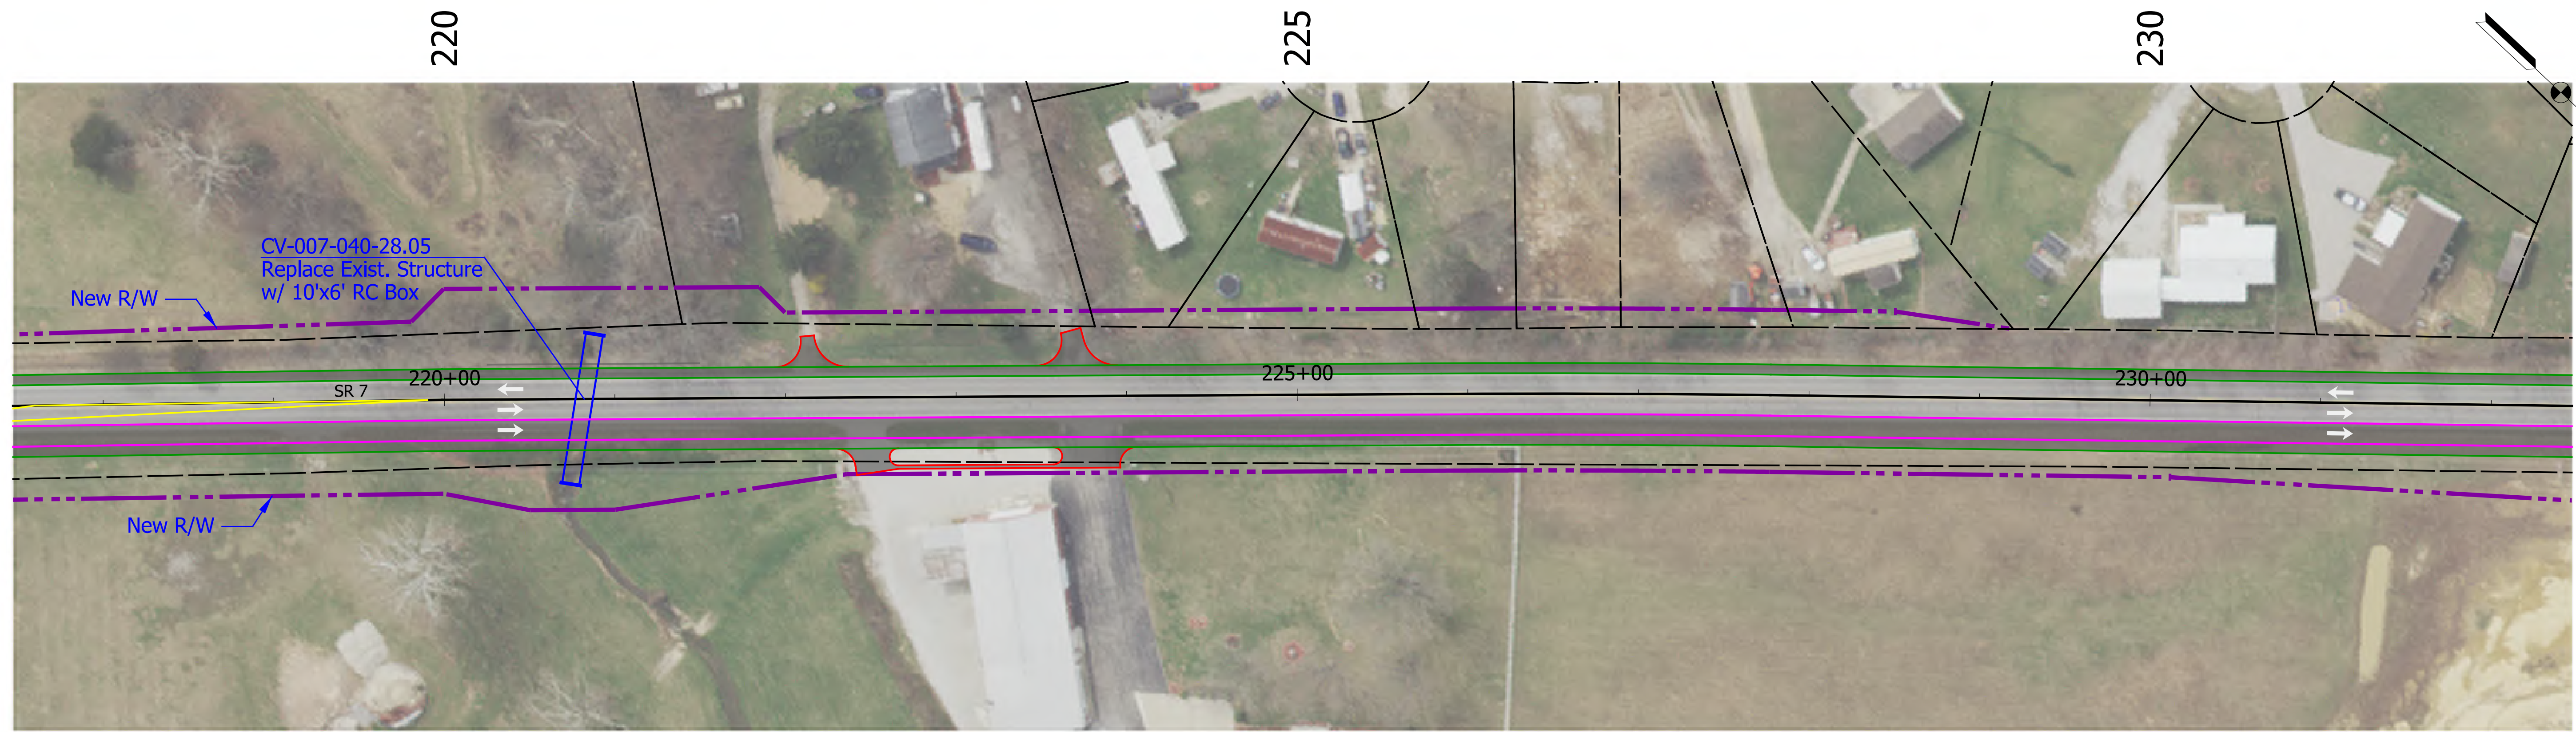 220
225
230
CV-007-040-28.05
Replace Exist. Structure
w/ 10'x6' RC Box
New R/W
SR 7
220+00
225+00
230+00
New R/W